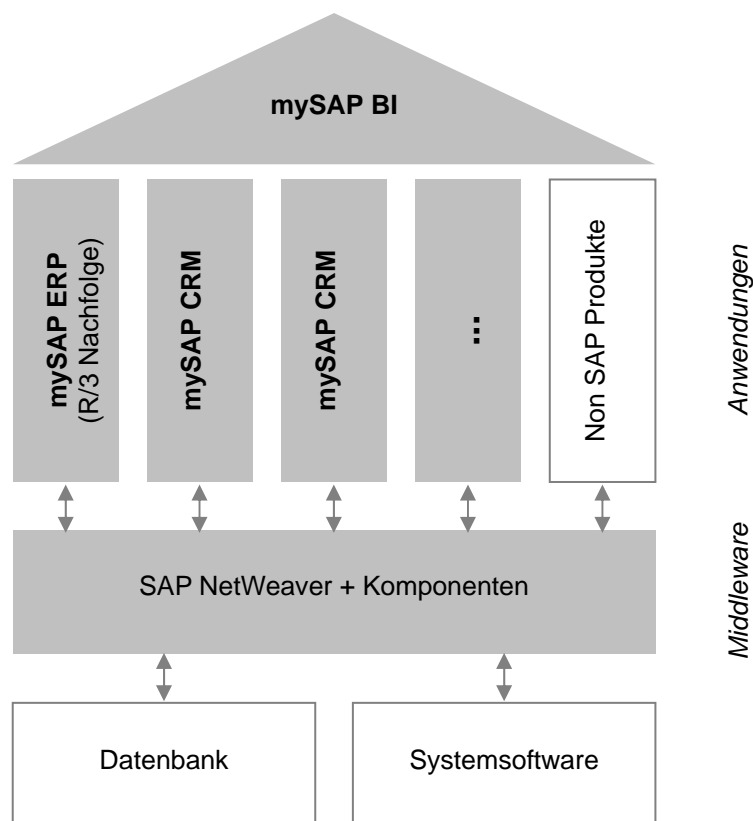 mySAP BI
mySAP ERP
(R/3 Nachfolge)
mySAP CRM
mySAP CRM
...
Non SAP Produkte
Anwendungen
SAP NetWeaver + Komponenten
Middleware
Datenbank
Systemsoftware